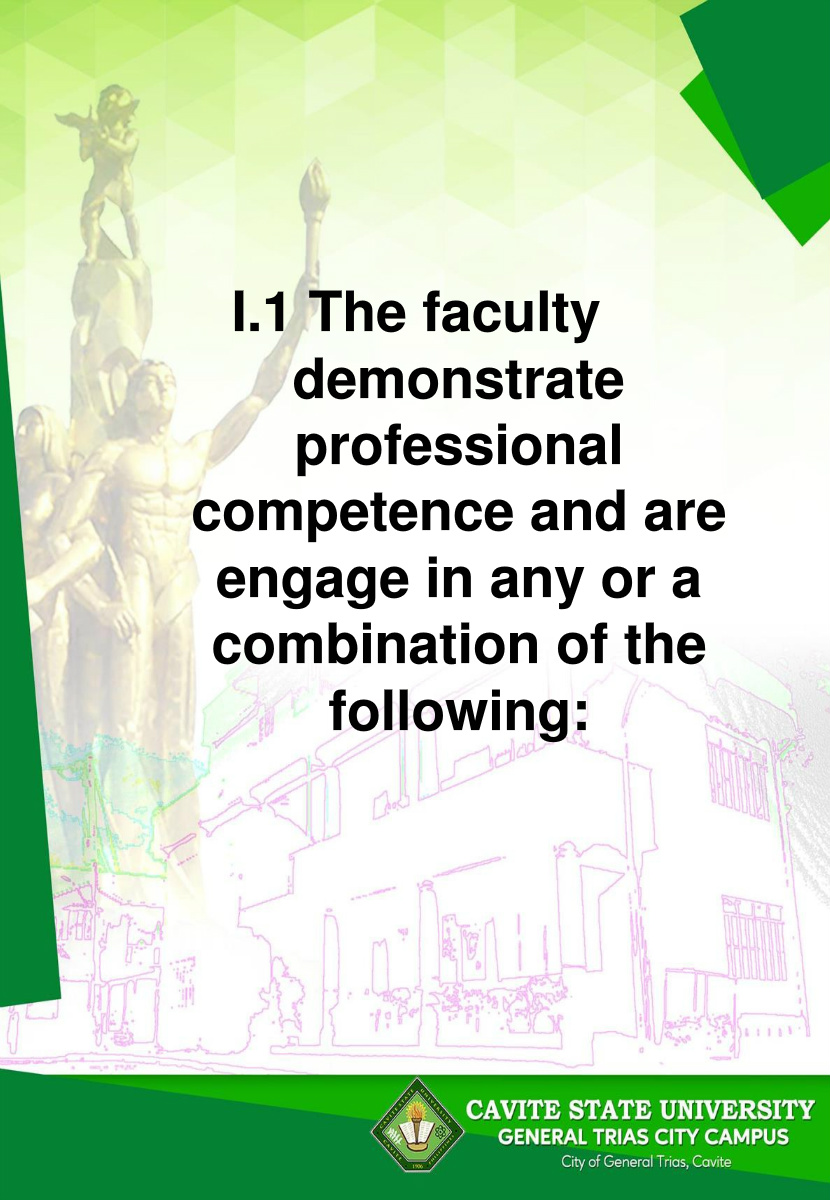 I.1 The faculty
demonstrate
professional
competence and are
engage in any or a
combination of the
following:
CAVITE STATE UNIVERSITY
GENERAL TRIAS CITY CAMPUS
City of General Trias, Cavite
1906